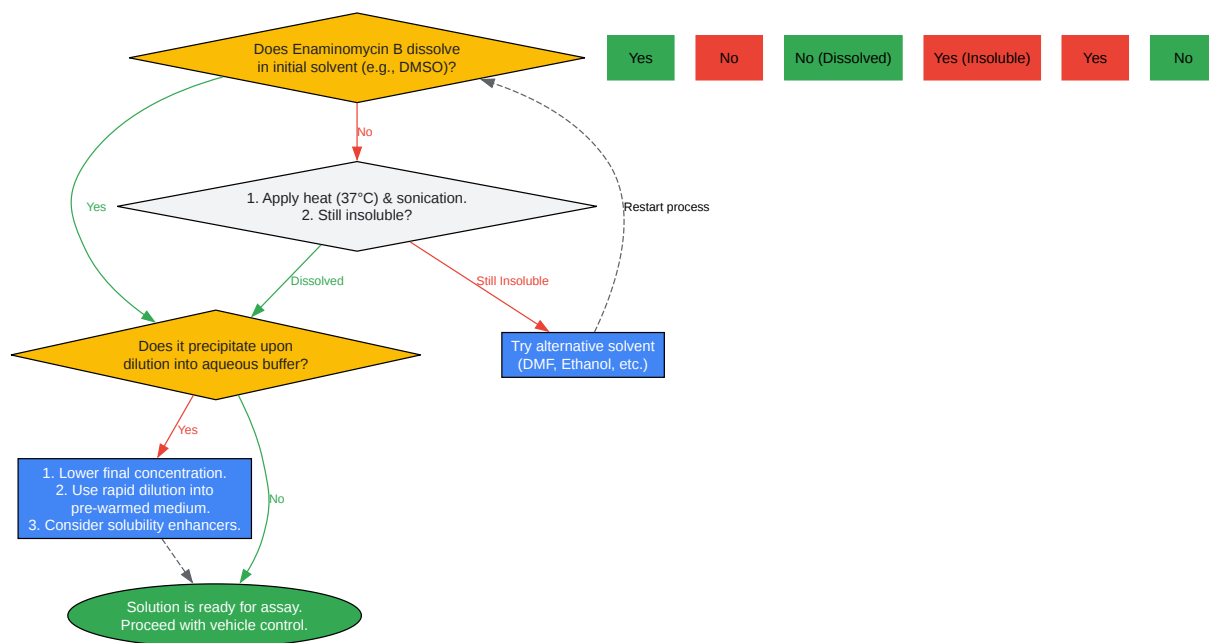 Does Enaminomycin B dissolve
in initial solvent (e.g., DMSO)?
Yes
No
No (Dissolved)
Yes (Insoluble)
Yes
No
No
1. Apply heat (37°C) & sonication.
2. Still insoluble?
Yes
Restart process
Dissolved
Still Insoluble
Does it precipitate upon
dilution into aqueous buffer?
Try alternative solvent
(DMF, Ethanol, etc.)
Yes
1. Lower final concentration.
2. Use rapid dilution into
pre-warmed medium.
3. Consider solubility enhancers.
No
Solution is ready for assay.
Proceed with vehicle control.